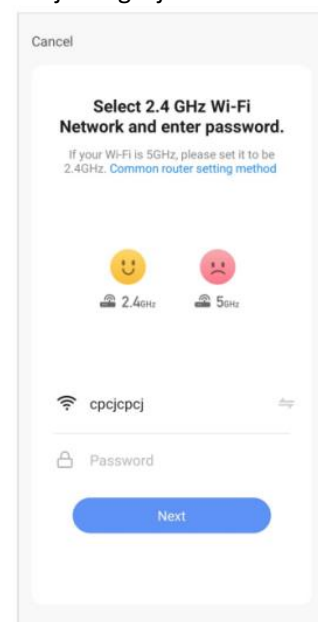 Cancel
Select 2.4 GHz Wi-Fi
Network and enter password.
If your Wi-Fi is 5GHz, please set it to be
2.4GHz. Common router setting method
2.4GHz
5GHz
cpcjcpcj
Password
Next